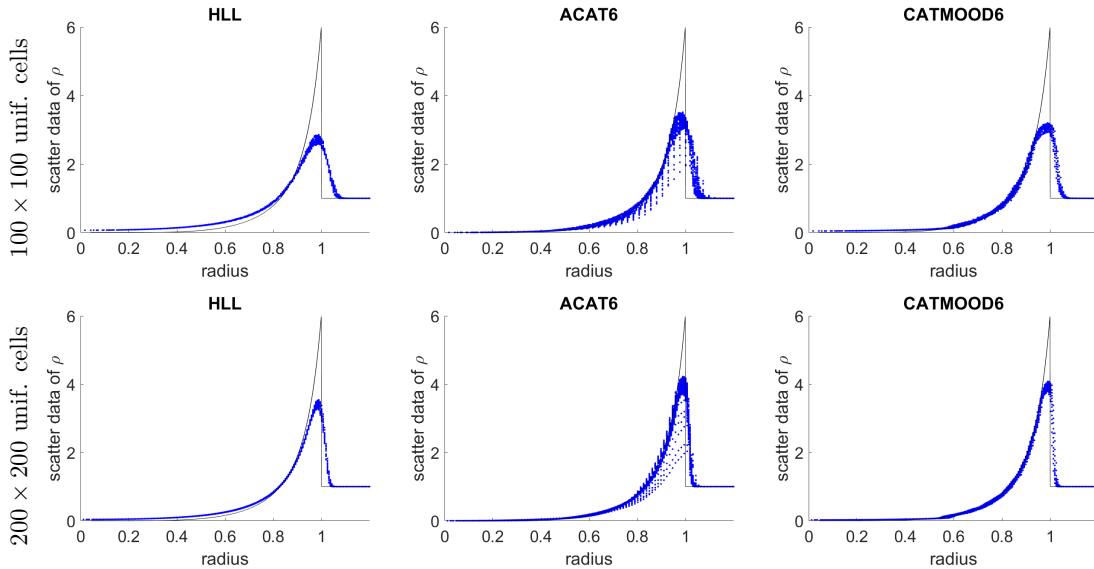 100 × 100 unif. cells
HLL
scatter data of ρ
6
4
2
0
0 0.2 0.4 0.6 0.8 1
radius
ACAT6
scatter data of ρ
6
4
2
0
0 0.2 0.4 0.6 0.8 1
radius
CATMOOD6
scatter data of ρ
6
4
2
0
0 0.2 0.4 0.6 0.8 1
radius
200 × 200 unif. cells
HLL
scatter data of ρ
6
4
2
0
0 0.2 0.4 0.6 0.8 1
radius
ACAT6
scatter data of ρ
6
4
2
0
0 0.2 0.4 0.6 0.8 1
radius
CATMOOD6
scatter data of ρ
6
4
2
0
0 0.2 0.4 0.6 0.8 1
radius